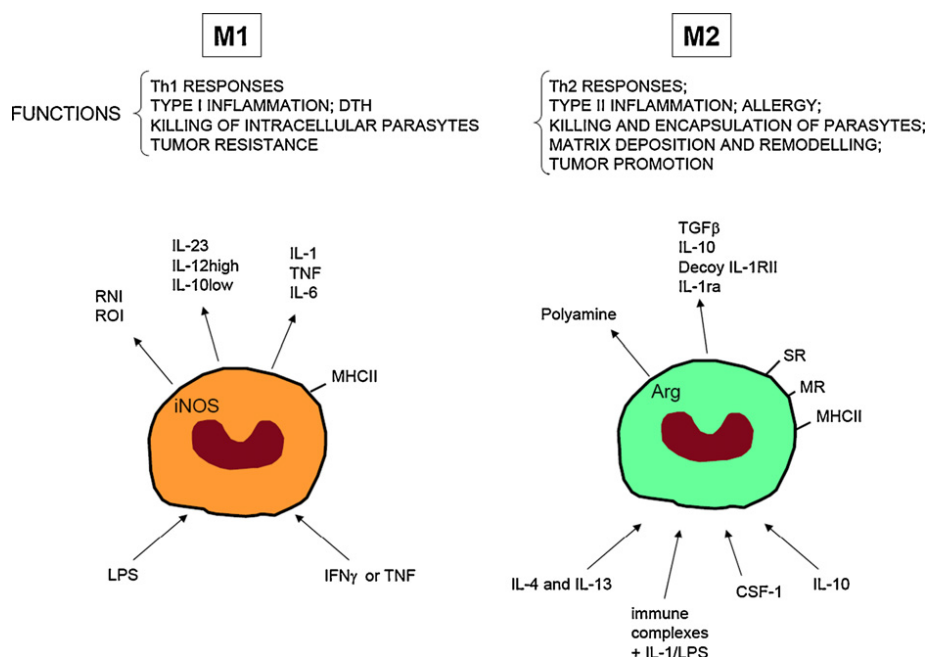 M1
M2
FUNCTIONS
Th1 RESPONSES
TYPE I INFLAMMATION; DTH
KILLING OF INTRACELLULAR PARASYTES
TUMOR RESISTANCE
Th2 RESPONSES;
TYPE II INFLAMMATION; ALLERGY;
KILLING AND ENCAPSULATION OF PARASYTES;
MATRIX DEPOSITION AND REMODELLING;
TUMOR PROMOTION
RNI
ROI
IL-23
IL-12high
IL-10low
IL-1
TNF
IL-6
MHCII
iNOS
LPS
IFNγ or TNF
Polyamine
TGFβ
IL-10
Decoy IL-1RII
IL-1ra
SR
MR
MHCII
Arg
IL-4 and IL-13
immune
complexes
+ IL-1/LPS
CSF-1
IL-10